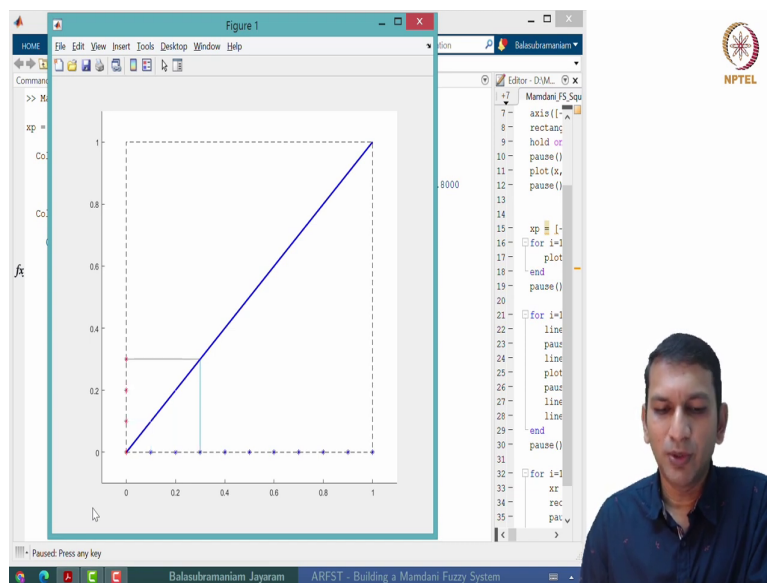 Figure 1
HOME
File Edit View Insert Tools Desktop Window Help
Balasubramaniam
NPTEL
Editor - D:\M...
+7 Mamdani_FS_Squ
xp =
fx
1
0.8
0.6
0.4
0.2
0
0 0.2 0.4 0.6 0.8 1
.8000
7 axis([-
8 rectang
9 hold on
10 pause()
11 plot(x,
12 pause()
13
14
15 xp = [-
16 for i=1
17 plot
18 end
19 pause()
20
21 for i=1
22 line
23 paus
24 line
25 plot
26 paus
27 line
28 line
29 end
30 pause()
31
32 for i=1
33 xr
34 rec
35 pau
Paused: Press any key
Balasubramaniam Jayaram ARFST - Building a Mamdani Fuzzy System